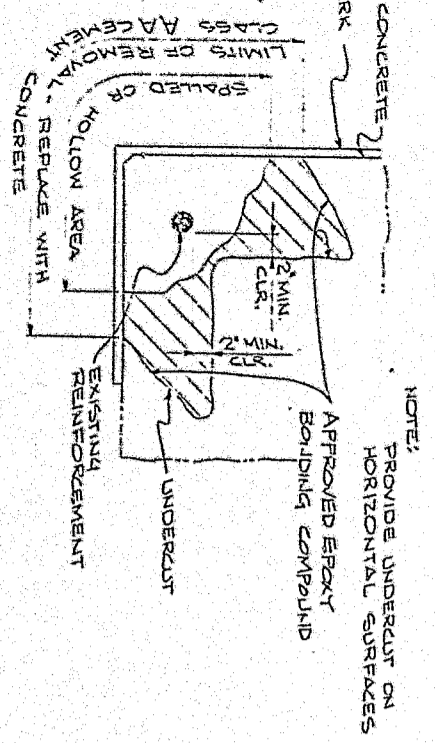 NOTE:
PROVIDE UNDERCUT ON
HORIZONTAL SURFACES
APPROVED EPOXY
BONDING COMPOUND
2" MIN.
CLR.
2" MIN.
CLR.
UNDERCUT
EXISTING
REINFORCEMENT
CONCRETE
RK
SPALLED OR HOLLOW AREA
LIMITS OF REMOVAL - REPLACE WITH
CLASS AA CEMENT CONCRETE